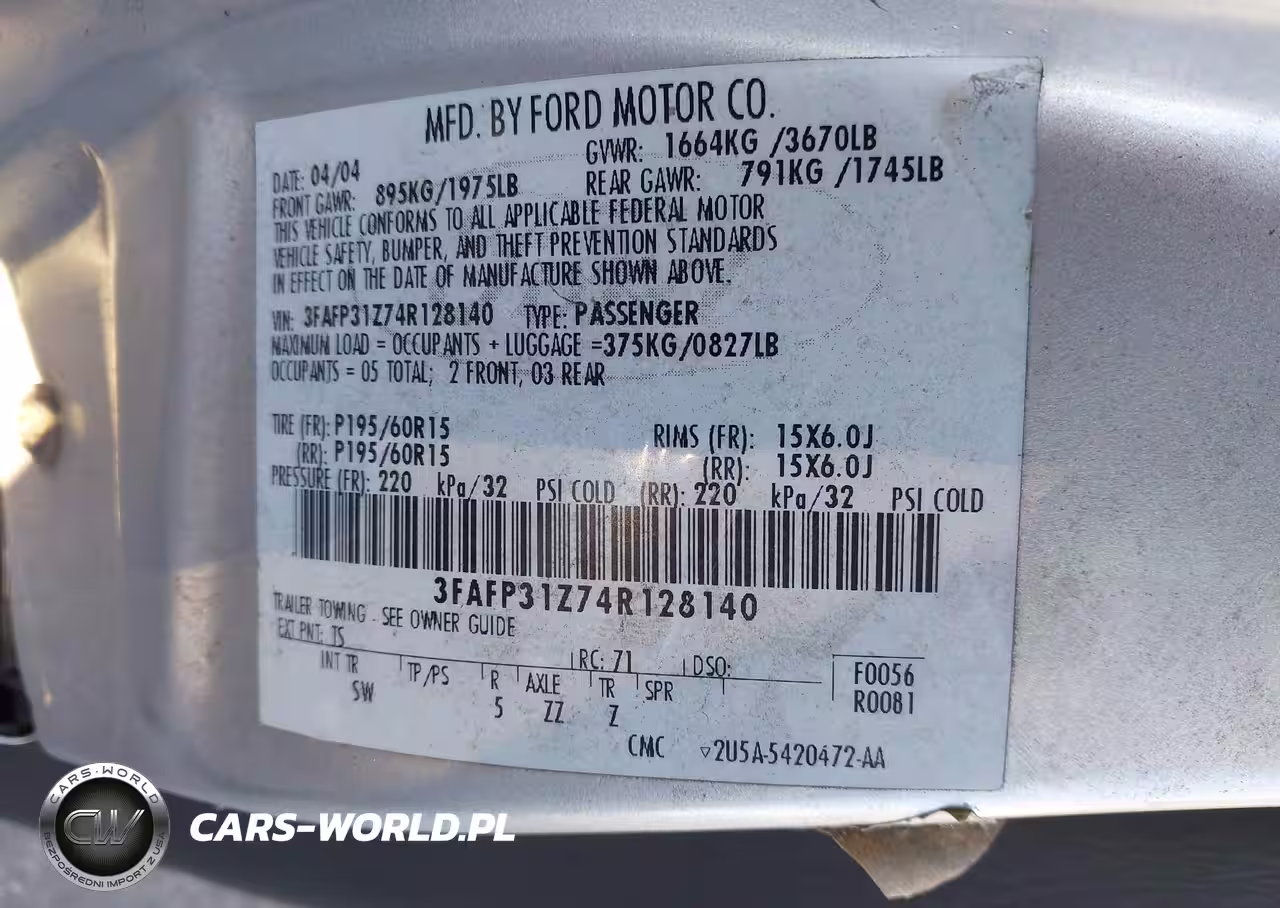 MFD. BY FORD MOTOR CO.
DATE: 04/04 GVWR: 1664KG /3670LB
FRONT GAWR: 895KG/1975LB REAR GAWR: 791KG /1745LB
THIS VEHICLE CONFORMS TO ALL APPLICABLE FEDERAL MOTOR
VEHICLE SAFETY, BUMPER, AND THEFT PREVENTION STANDARDS
IN EFFECT ON THE DATE OF MANUFACTURE SHOWN ABOVE.
VIN: 3FAFP31Z74R128140 TYPE: PASSENGER
MAXIMUM LOAD = OCCUPANTS + LUGGAGE =375KG/0827LB
OCCUPANTS = 05 TOTAL; 2 FRONT, 03 REAR
TIRE (FR): P195/60R15 RIMS (FR): 15X6.0J
(RR): P195/60R15 (RR): 15X6.0J
PRESSURE (FR): 220 kPa/32 PSI COLD (RR): 220 kPa/32 PSI COLD
3FAFP31Z74R128140
TRAILER TOWING - SEE OWNER GUIDE
EXT PNT: TS RC: 71 DSO:
INT TR TP/PS R AXLE TR SPR F0056
SW 5 ZZ Z R0081
CMC ▿2U5A-5420472-AA
CARS-WORLD
CW
BEZPOŚREDNI IMPORT Z USA
CARS-WORLD.PL